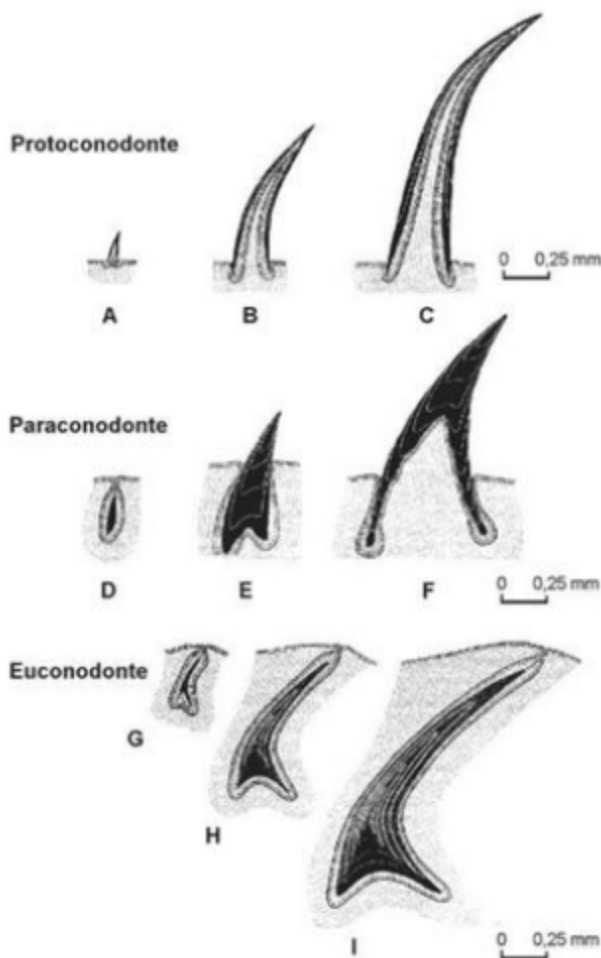 Protoconodonte
0 0,25 mm
A B C
Paraconodonte
0 0,25 mm
D E F
Euconodonte
G
H
0 0,25 mm
I